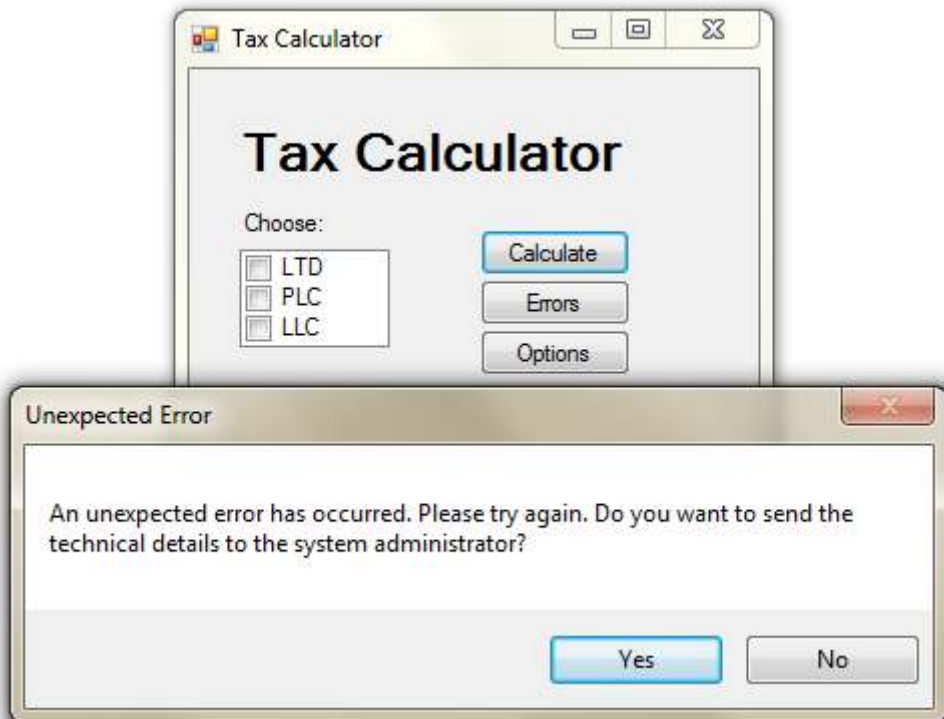 Tax Calculator
Tax Calculator
Choose:
LTD
PLC
LLC
Calculate
Errors
Options
Unexpected Error
An unexpected error has occurred. Please try again. Do you want to send the
technical details to the system administrator?
Yes
No